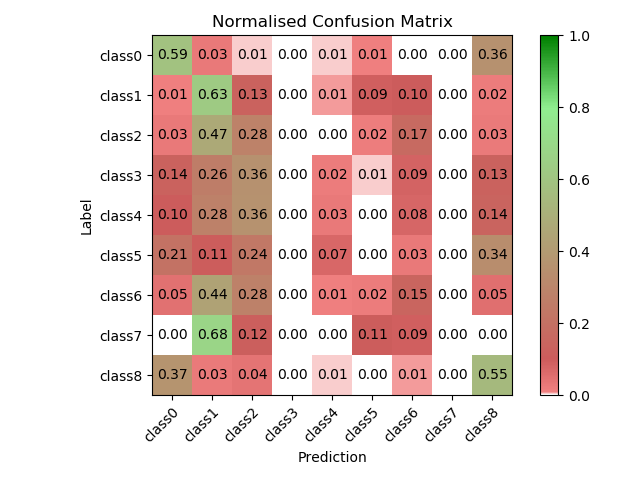 Normalised Confusion Matrix
class0 0.59 0.03 0.01 0.00 0.01 0.01 0.00 0.00 0.36
class1 0.01 0.63 0.13 0.00 0.01 0.09 0.10 0.00 0.02
class2 0.03 0.47 0.28 0.00 0.00 0.02 0.17 0.00 0.03
class3 0.14 0.26 0.36 0.00 0.02 0.01 0.09 0.00 0.13
class4 0.10 0.28 0.36 0.00 0.03 0.00 0.08 0.00 0.14
class5 0.21 0.11 0.24 0.00 0.07 0.00 0.03 0.00 0.34
class6 0.05 0.44 0.28 0.00 0.01 0.02 0.15 0.00 0.05
class7 0.00 0.68 0.12 0.00 0.00 0.11 0.09 0.00 0.00
class8 0.37 0.03 0.04 0.00 0.01 0.00 0.01 0.00 0.55
class0 class1 class2 class3 class4 class5 class6 class7 class8
Prediction
Label
1.0
0.8
0.6
0.4
0.2
0.0